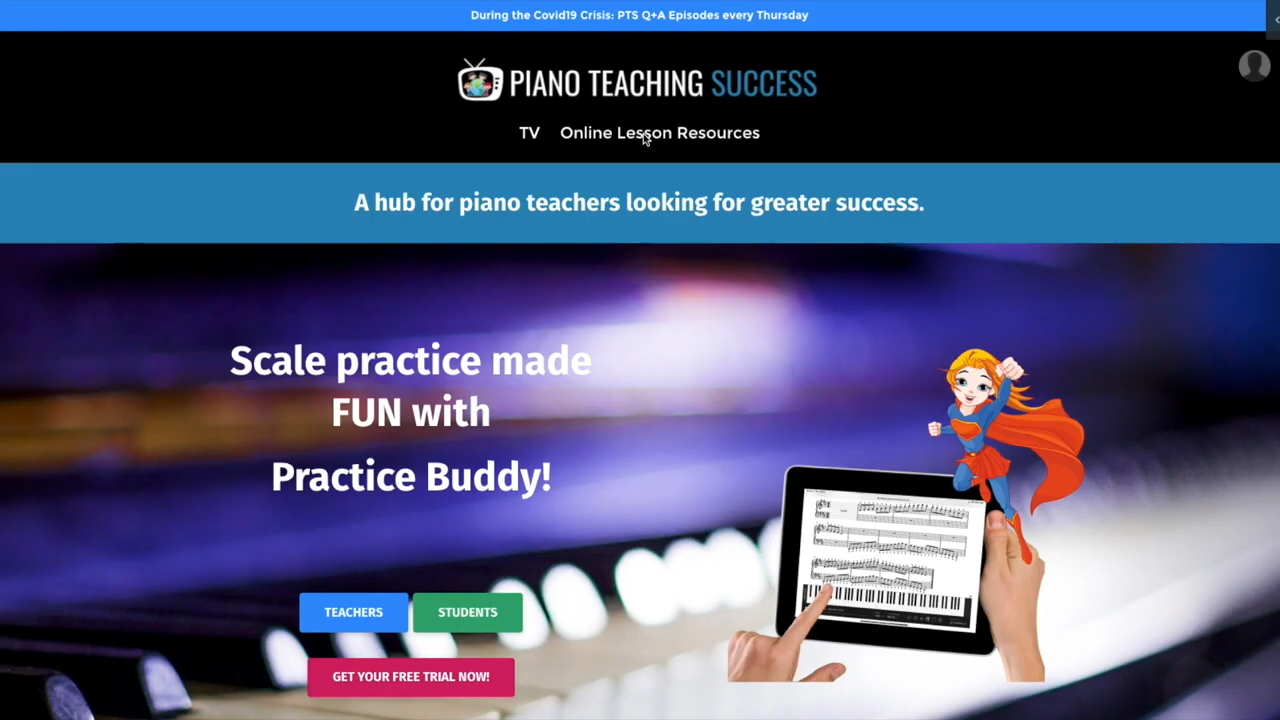 During the Covid19 Crisis: PTS Q+A Episodes every Thursday
PIANO TEACHING SUCCESS
TV Online Lesson Resources
A hub for piano teachers looking for greater success.
Scale practice made
FUN with
Practice Buddy!
TEACHERS STUDENTS
GET YOUR FREE TRIAL NOW!